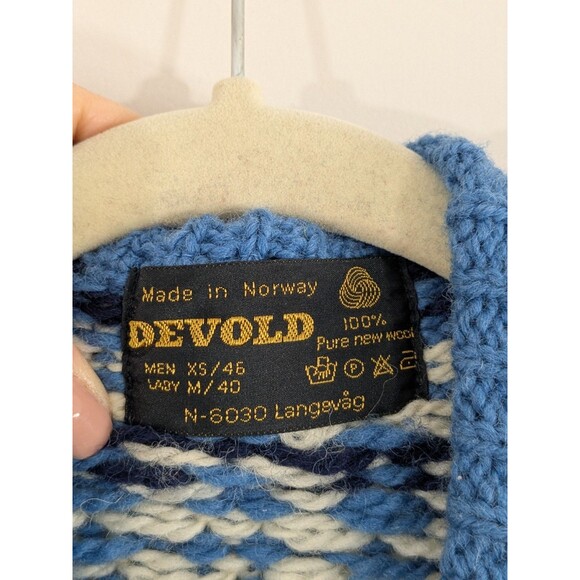 Made in Norway
DEVOLD
100%
Pure new wool
MEN XS/46
LADY M/40
P
N-6030 Langevåg